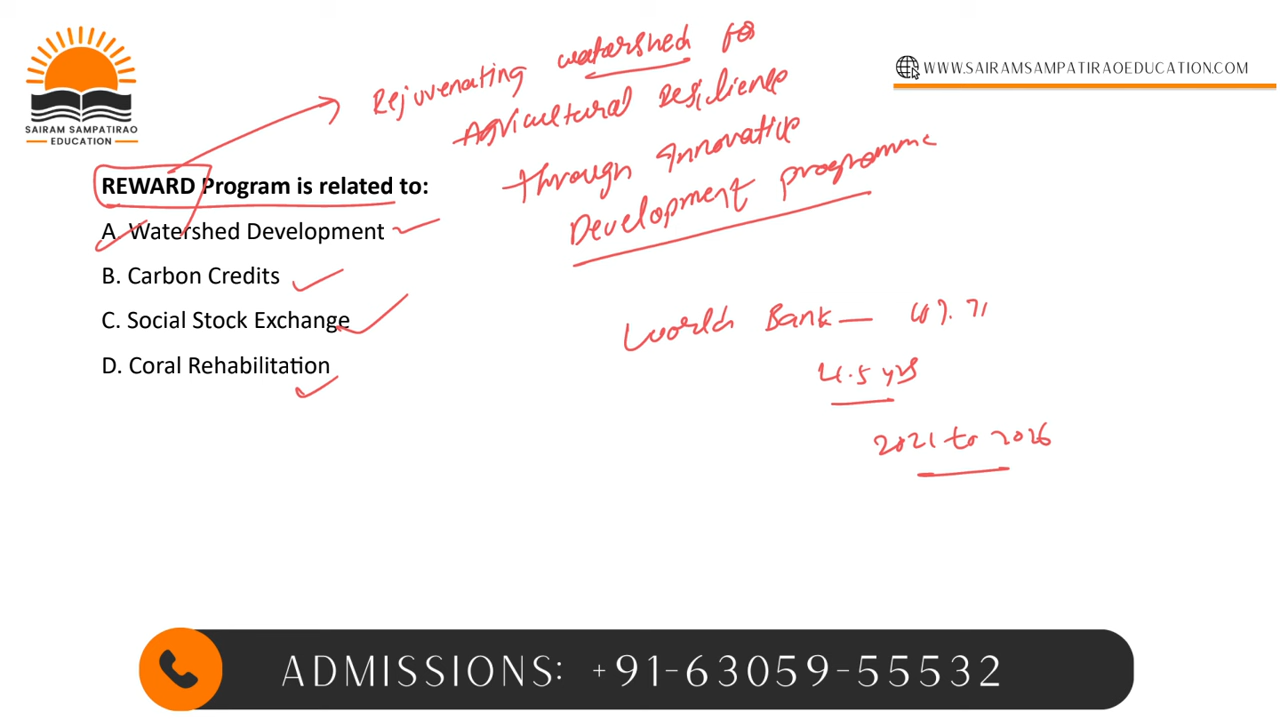 SAIRAM SAMPATIRAO
EDUCATION
WWW.SAIRAMSAMPATIRAOEDUCATION.COM
Rejuvenating watershed for
Agricultural Resilience
through Innovative
Development programme
REWARD Program is related to:
A. Watershed Development
B. Carbon Credits
C. Social Stock Exchange
D. Coral Rehabilitation
World Bank —
4.5 yrs
2021 to 2026
ADMISSIONS: +91-63059-55532